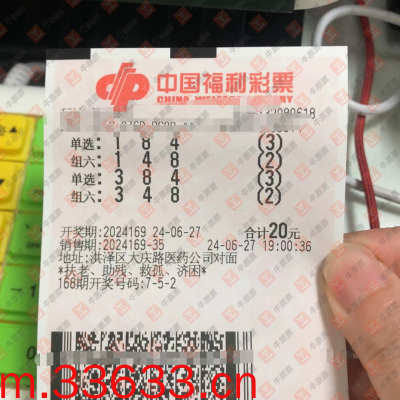 中国福利彩票
CHINA WELFARE LOTTERY
单选:1 8 4 (3)
组六:1 4 8 (2)
单选:3 8 4 (3)
组六:3 4 8 (2)
开奖期:2024169 24-06-27 合计20元
销售期:2024169-35 24-06-27 19:00:36
地址:洪泽区大庆路医药公司对面
*扶老、助残、救孤、济困*
168期开奖号码:7-5-2
m.33633.cn